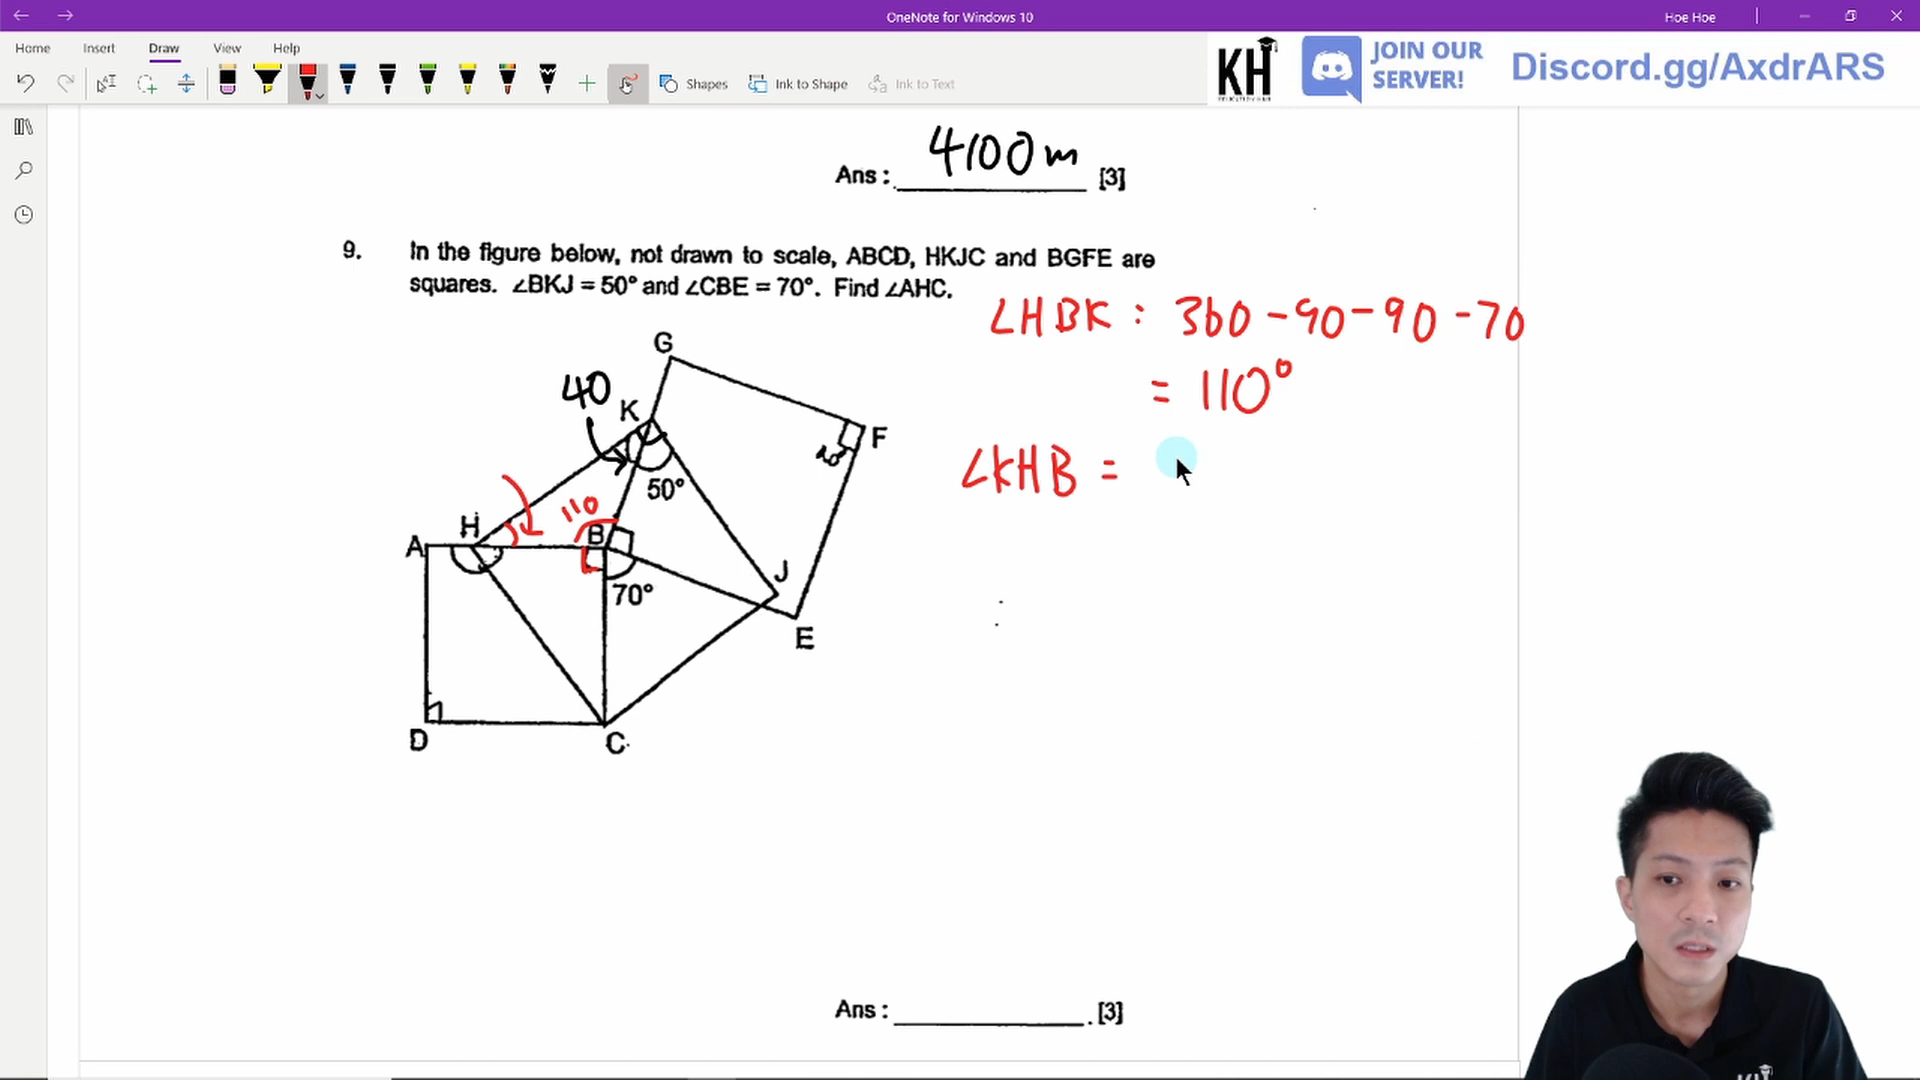 OneNote for Windows 10
Hoe Hoe
Home Insert Draw View Help
Shapes
Ink to Shape
Ink to Text
KH
JOIN OUR
SERVER!
Discord.gg/AxdrARS
4100m
Ans : [3]
9. In the figure below, not drawn to scale, ABCD, HKJC and BGFE are
squares. ∠BKJ = 50° and ∠CBE = 70°. Find ∠AHC.
∠HBK : 360 - 90 - 90 - 70
= 110°
∠KHB =
G
40
K
F
50°
110
H
A
B
J
70°
E
D
C
Ans : [3]
KH